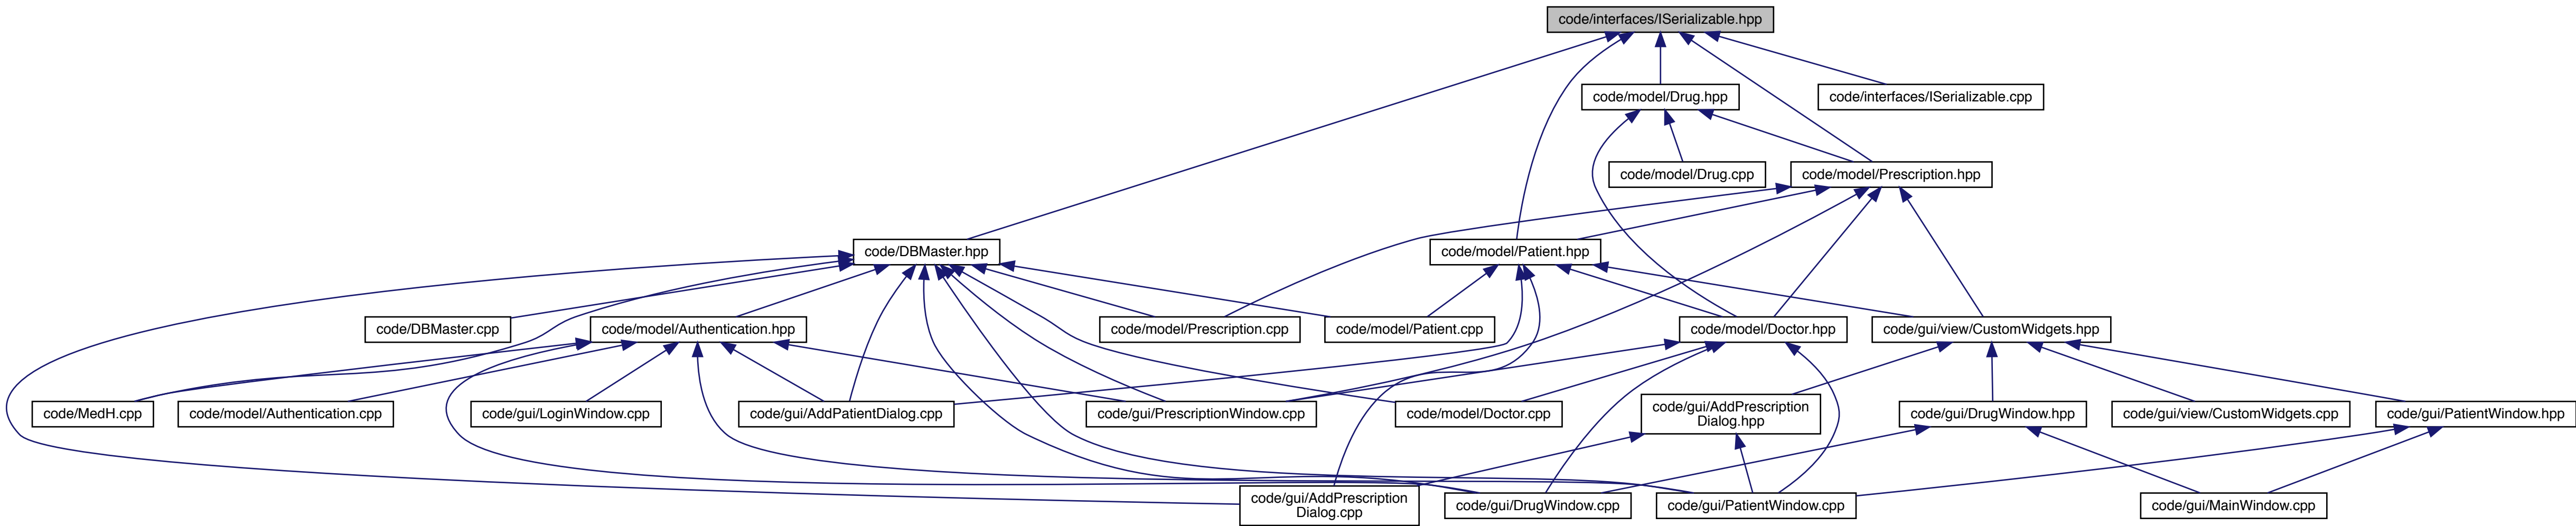 code/interfaces/ISerializable.hpp
code/model/Drug.hpp
code/interfaces/ISerializable.cpp
code/model/Drug.cpp
code/model/Prescription.hpp
code/DBMaster.hpp
code/model/Patient.hpp
code/DBMaster.cpp
code/model/Authentication.hpp
code/model/Prescription.cpp
code/model/Patient.cpp
code/model/Doctor.hpp
code/gui/view/CustomWidgets.hpp
code/MedH.cpp
code/model/Authentication.cpp
code/gui/LoginWindow.cpp
code/gui/AddPatientDialog.cpp
code/gui/PrescriptionWindow.cpp
code/model/Doctor.cpp
code/gui/AddPrescription
Dialog.hpp
code/gui/DrugWindow.hpp
code/gui/view/CustomWidgets.cpp
code/gui/PatientWindow.hpp
code/gui/AddPrescription
Dialog.cpp
code/gui/DrugWindow.cpp
code/gui/PatientWindow.cpp
code/gui/MainWindow.cpp